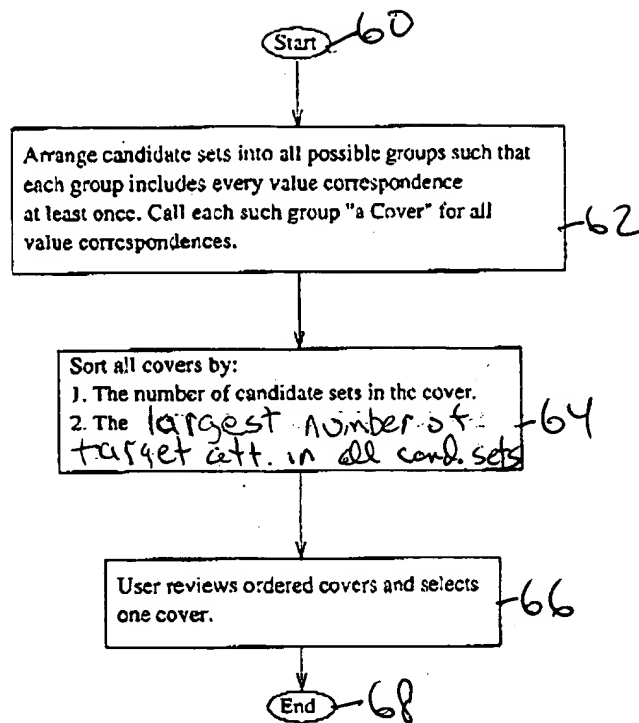 Start 60
Arrange candidate sets into all possible groups such that
each group includes every value correspondence
at least once. Call each such group "a Cover" for all
value correspondences.
62
Sort all covers by:
1. The number of candidate sets in the cover.
2. The largest number of
target att. in all cand. sets
64
User reviews ordered covers and selects
one cover.
66
End 68